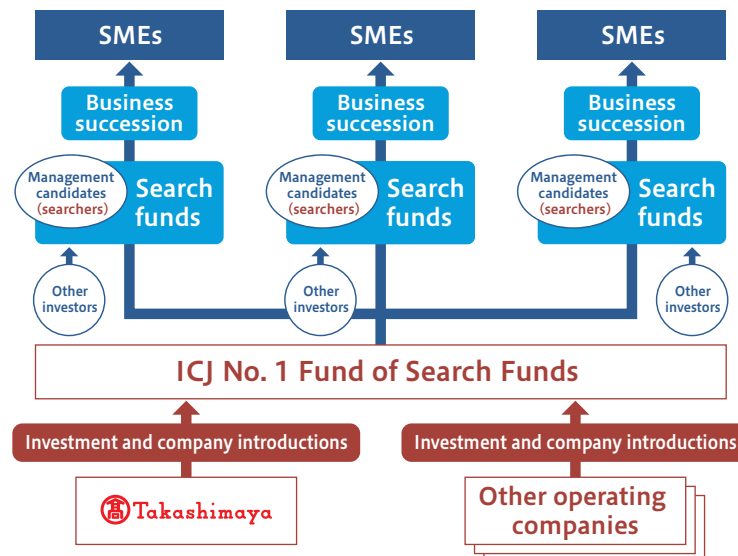 SMEs
SMEs
SMEs
Business
succession
Business
succession
Business
succession
Management
candidates
(searchers)
Search
funds
Management
candidates
(searchers)
Search
funds
Management
candidates
(searchers)
Search
funds
Other
investors
Other
investors
Other
investors
ICJ No. 1 Fund of Search Funds
Investment and company introductions
Investment and company introductions
髙 Takashimaya
Other operating
companies